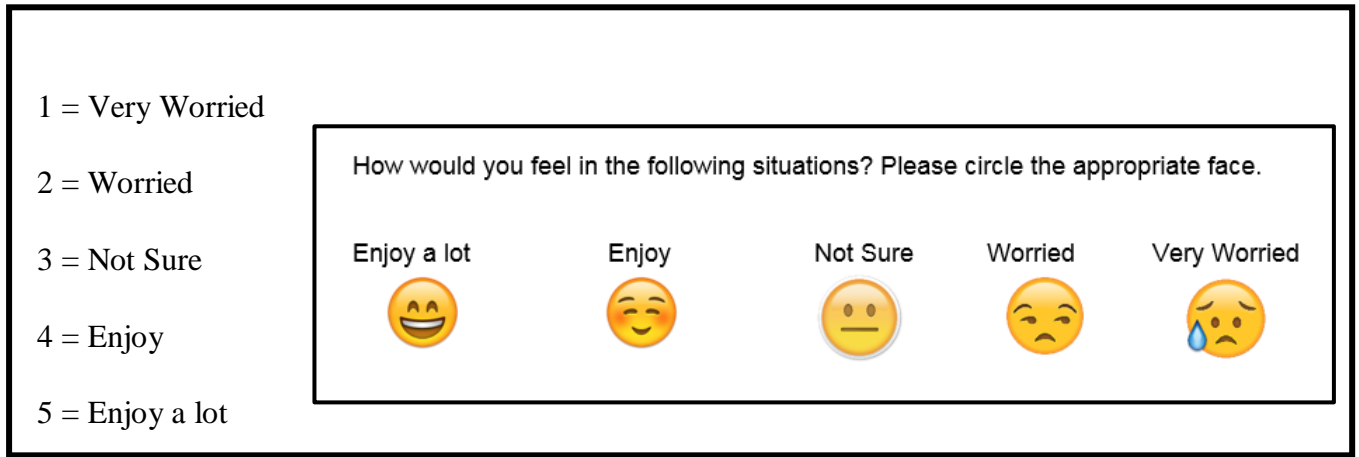 1 = Very Worried
2 = Worried
3 = Not Sure
4 = Enjoy
5 = Enjoy a lot
How would you feel in the following situations? Please circle the appropriate face.
Enjoy a lot Enjoy Not Sure Worried Very Worried